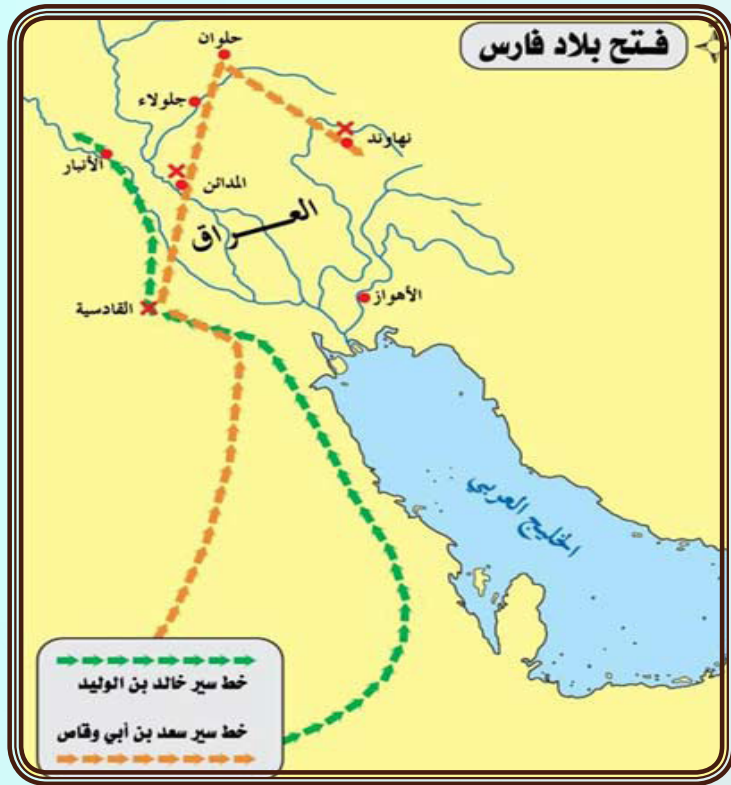 فتح بلاد فارس
حلوان
جلولاء
نهاوند
الأنبار
المدائن
العراق
القادسية
الأهواز
الخليج العربي
خط سير خالد بن الوليد
خط سير سعد بن أبي وقاص